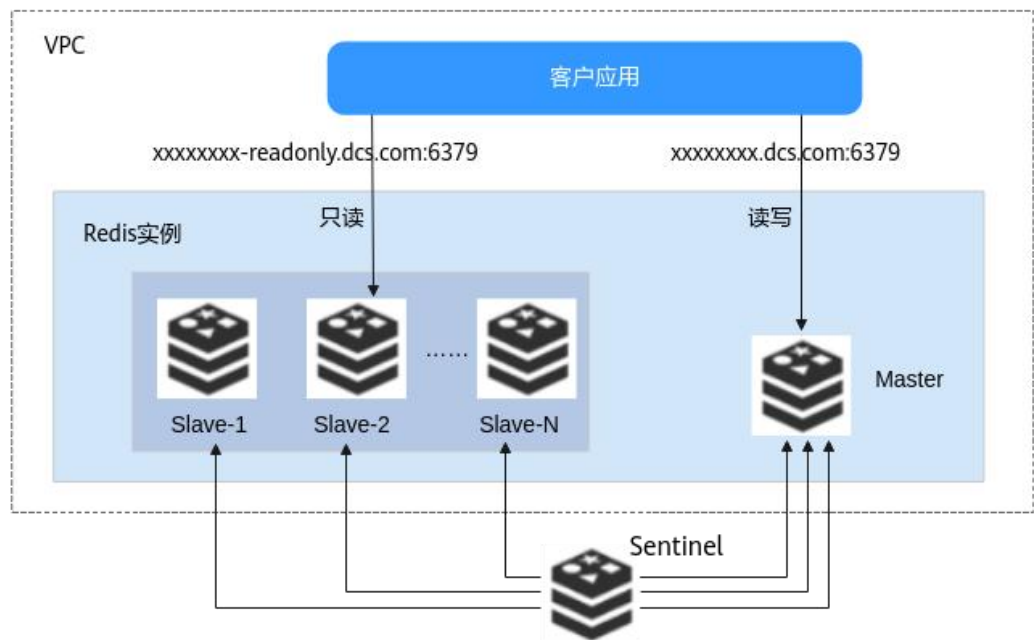 VPC
客户应用
xxxxxxxx-readonly.dcs.com:6379
xxxxxxxx.dcs.com:6379
只读
读写
Redis实例
......
Master
Slave-1
Slave-2
Slave-N
Sentinel